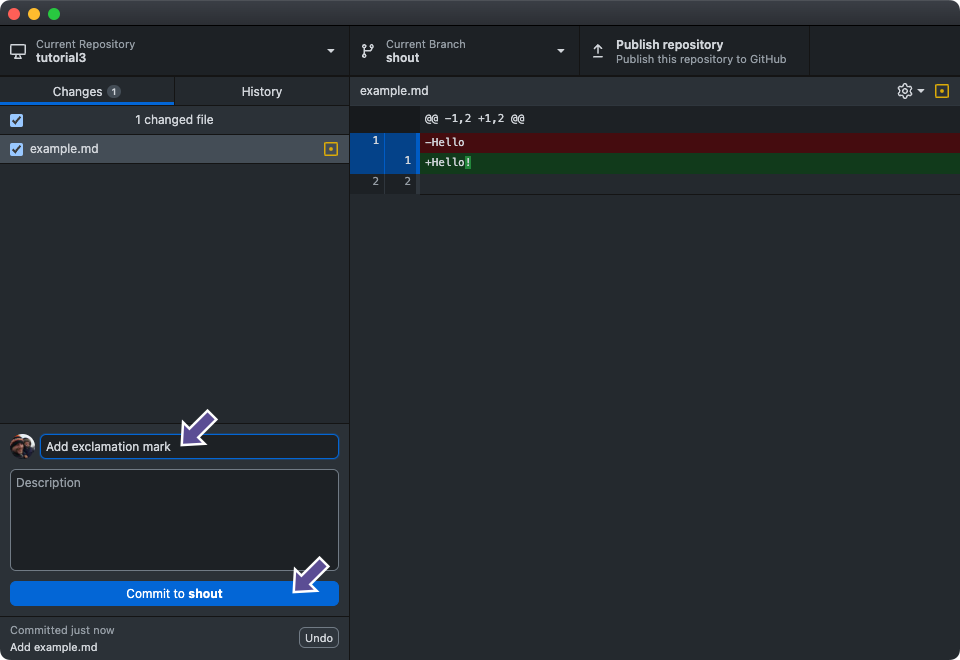 Current Repository
tutorial3
Current Branch
shout
Publish repository
Publish this repository to GitHub
Changes 1
History
example.md
1 changed file
example.md
@@ -1,2 +1,2 @@
1 -Hello
1 +Hello!
2 2
Add exclamation mark
Description
Commit to shout
Committed just now
Add example.md
Undo